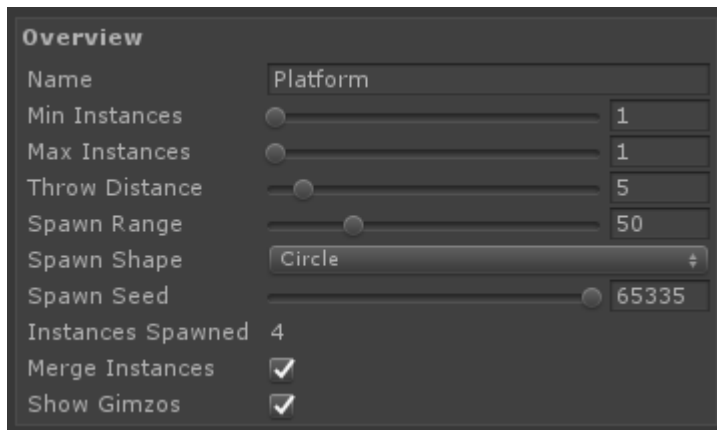 Overview
Name Platform
Min Instances 1
Max Instances 1
Throw Distance 5
Spawn Range 50
Spawn Shape Circle
Spawn Seed 65335
Instances Spawned 4
Merge Instances
Show Gimzos